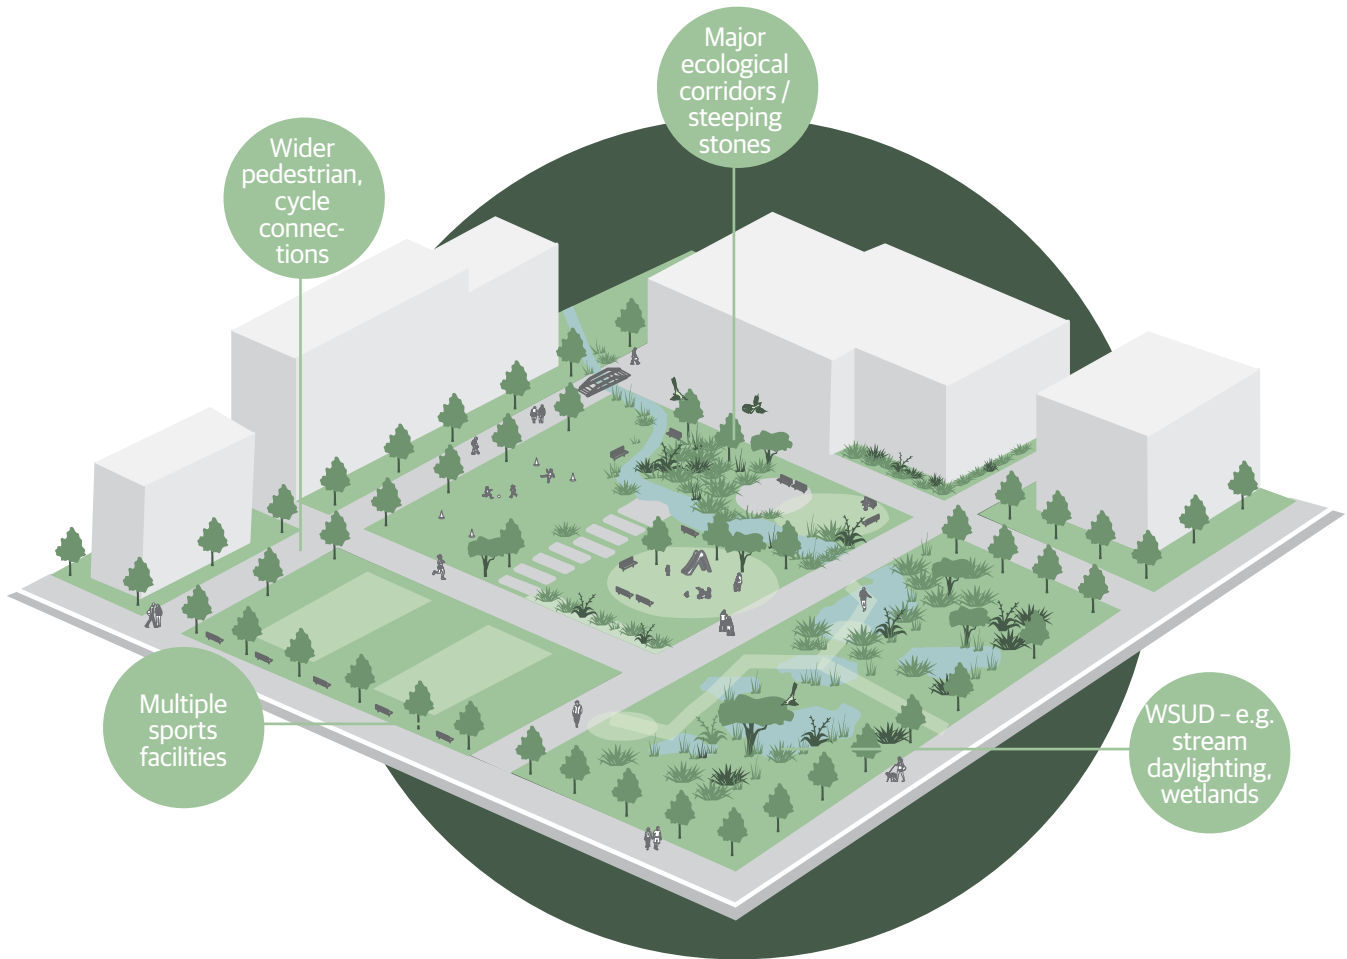 Major
ecological
corridors /
steeping
stones
Wider
pedestrian,
cycle
connec-
tions
Multiple
sports
facilities
WSUD – e.g.
stream
daylighting,
wetlands